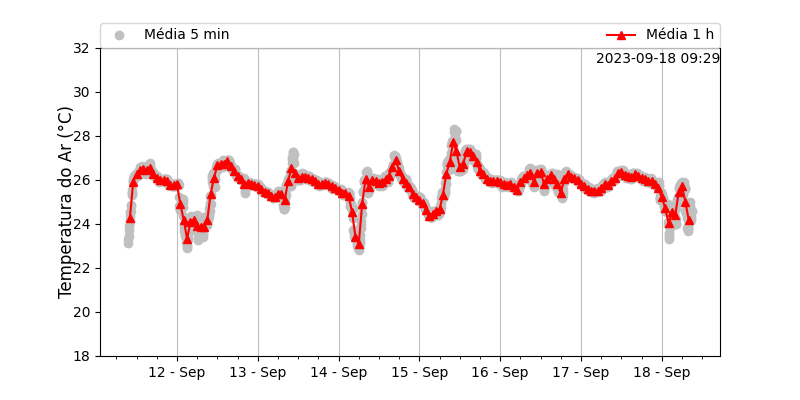 Média 5 min
Média 1 h
2023-09-18 09:29
Temperatura do Ar (°C)
32
30
28
26
24
22
20
18
12 - Sep
13 - Sep
14 - Sep
15 - Sep
16 - Sep
17 - Sep
18 - Sep